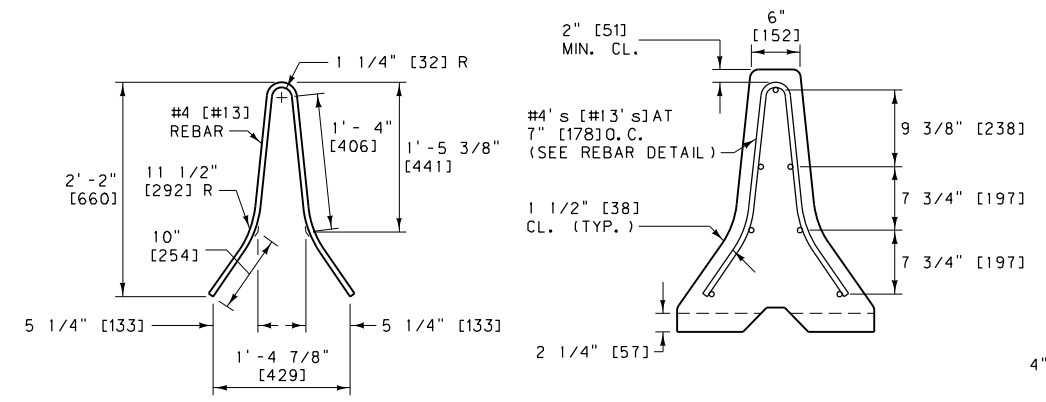 1 1/4" [32] R
#4 [#13]
REBAR
1'- 4"
[406]
1'-5 3/8"
[441]
2'-2"
[660]
11 1/2"
[292] R
10"
[254]
5 1/4" [133]
5 1/4" [133]
1'-4 7/8"
[429]
2" [51]
MIN. CL.
6"
[152]
#4's [#13's] AT
7" [178] O.C.
(SEE REBAR DETAIL)
9 3/8" [238]
1 1/2" [38]
CL. (TYP.)
7 3/4" [197]
7 3/4" [197]
2 1/4" [57]
4"